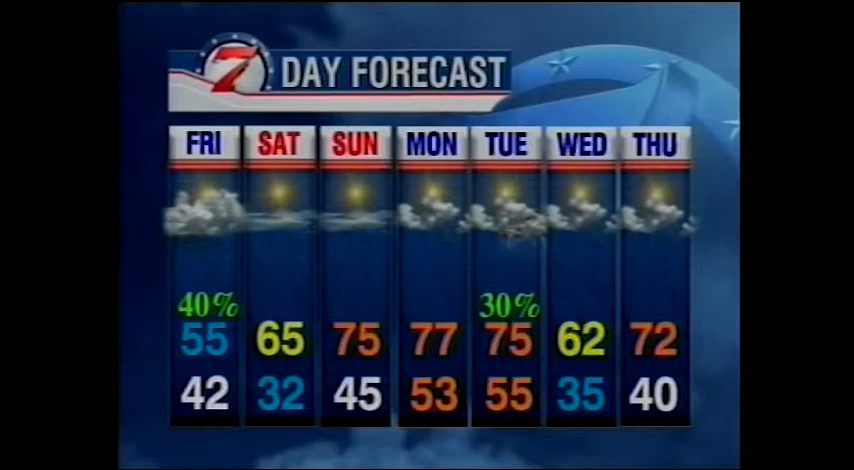 7 DAY FORECAST
FRI SAT SUN MON TUE WED THU
40% 30%
55 65 75 77 75 62 72
42 32 45 53 55 35 40